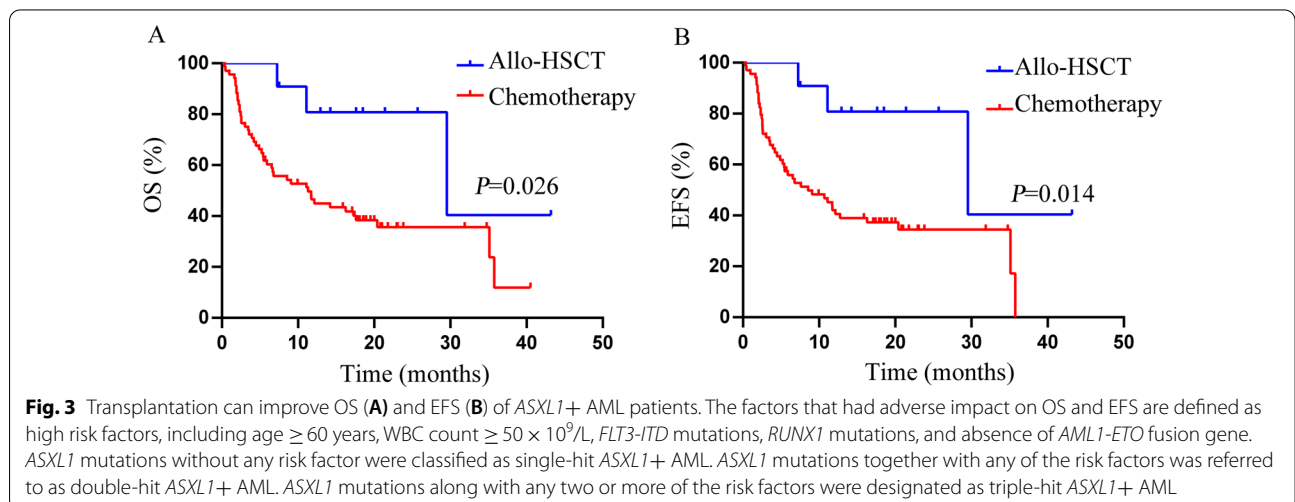 A
100
80
60
40
20
0
OS (%)
Allo-HSCT
Chemotherapy
P=0.026
0 10 20 30 40 50
Time (months)
B
100
80
60
40
20
0
EFS (%)
Allo-HSCT
Chemotherapy
P=0.014
0 10 20 30 40 50
Time (months)
Fig. 3 Transplantation can improve OS (A) and EFS (B) of ASXL1+ AML patients. The factors that had adverse impact on OS and EFS are defined as
high risk factors, including age ≥ 60 years, WBC count ≥ 50 × 10⁹/L, FLT3-ITD mutations, RUNX1 mutations, and absence of AML1-ETO fusion gene.
ASXL1 mutations without any risk factor were classified as single-hit ASXL1+ AML. ASXL1 mutations together with any of the risk factors was referred
to as double-hit ASXL1+ AML. ASXL1 mutations along with any two or more of the risk factors were designated as triple-hit ASXL1+ AML